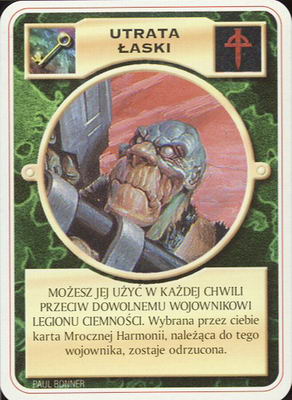 UTRATA
ŁASKI
MOŻESZ JEJ UŻYĆ W KAŻDEJ CHWILI
PRZECIW DOWOLNEMU WOJOWNIKOWI
LEGIONU CIEMNOŚCI. Wybrana przez ciebie
karta Mrocznej Harmonii, należąca do tego
wojownika, zostaje odrzucona.
PAUL BONNER